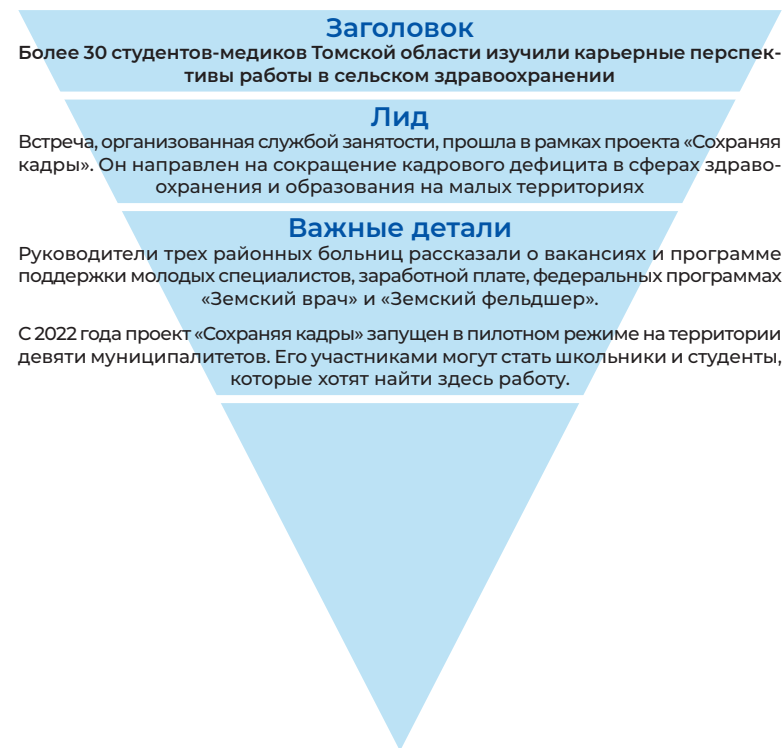 Заголовок
Более 30 студентов-медиков Томской области изучили карьерные перспек-
тивы работы в сельском здравоохранении
Лид
Встреча, организованная службой занятости, прошла в рамках проекта «Сохраняя
кадры». Он направлен на сокращение кадрового дефицита в сферах здраво-
охранения и образования на малых территориях
Важные детали
Руководители трех районных больниц рассказали о вакансиях и программе
поддержки молодых специалистов, заработной плате, федеральных программах
«Земский врач» и «Земский фельдшер».
С 2022 года проект «Сохраняя кадры» запущен в пилотном режиме на территории
девяти муниципалитетов. Его участниками могут стать школьники и студенты,
которые хотят найти здесь работу.